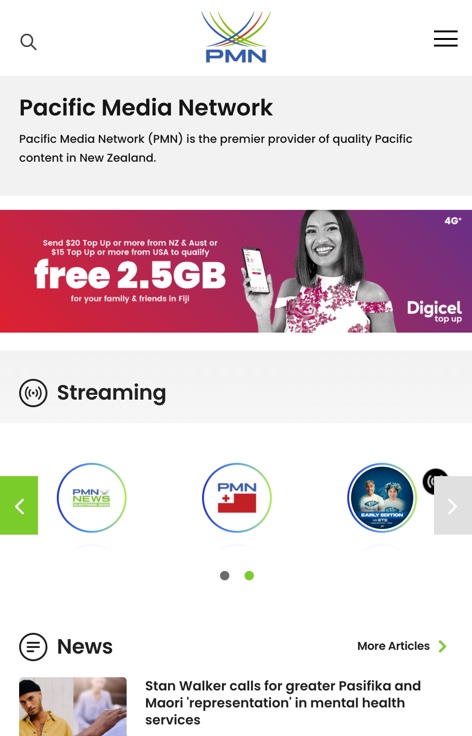 PMN
Pacific Media Network
Pacific Media Network (PMN) is the premier provider of quality Pacific
content in New Zealand.
4G+
Send $20 Top Up or more from NZ & Aust or
$15 Top Up or more from USA to qualify
free 2.5GB
for your family & friends in Fiji
Digicel
top up
Streaming
PMN
NEWS
PMN
EARLY EDITION
News
More Articles
Stan Walker calls for greater Pasifika and
Maori 'representation' in mental health
services